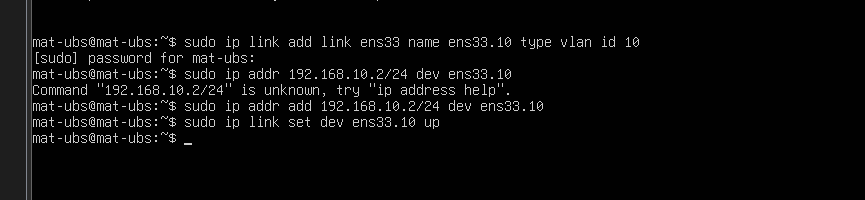 mat-ubs@mat-ubs:~$ sudo ip link add link ens33 name ens33.10 type vlan id 10
[sudo] password for mat-ubs:
mat-ubs@mat-ubs:~$ sudo ip addr 192.168.10.2/24 dev ens33.10
Command "192.168.10.2/24" is unknown, try "ip address help".
mat-ubs@mat-ubs:~$ sudo ip addr add 192.168.10.2/24 dev ens33.10
mat-ubs@mat-ubs:~$ sudo ip link set dev ens33.10 up
mat-ubs@mat-ubs:~$ _